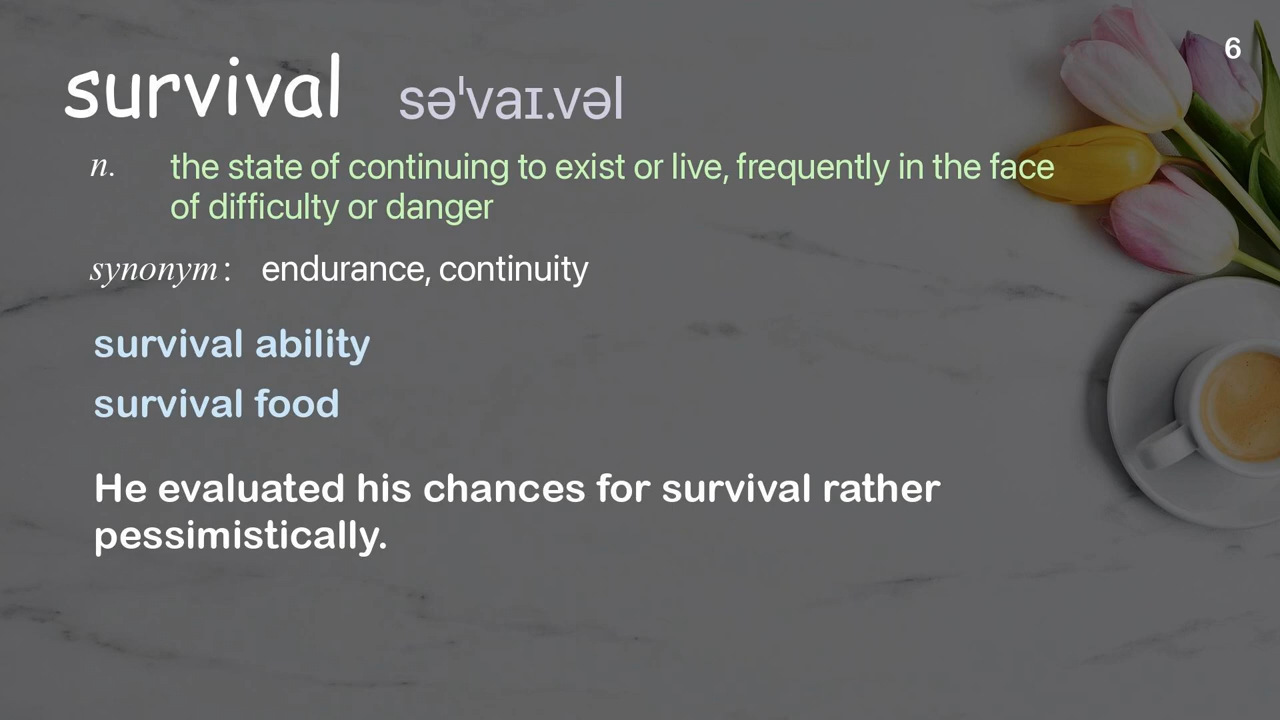 6
survival səˈvaɪ.vəl
n. the state of continuing to exist or live, frequently in the face
of difficulty or danger
synonym: endurance, continuity
survival ability
survival food
He evaluated his chances for survival rather
pessimistically.